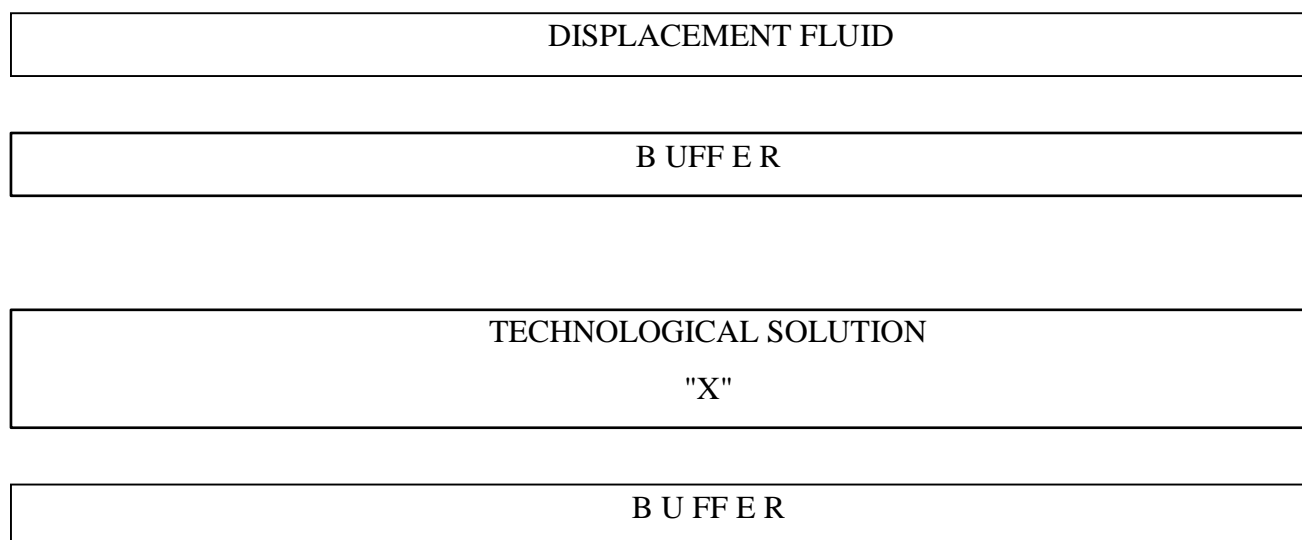 DISPLACEMENT FLUID
B UFF E R
TECHNOLOGICAL SOLUTION
"X"
B U FF E R